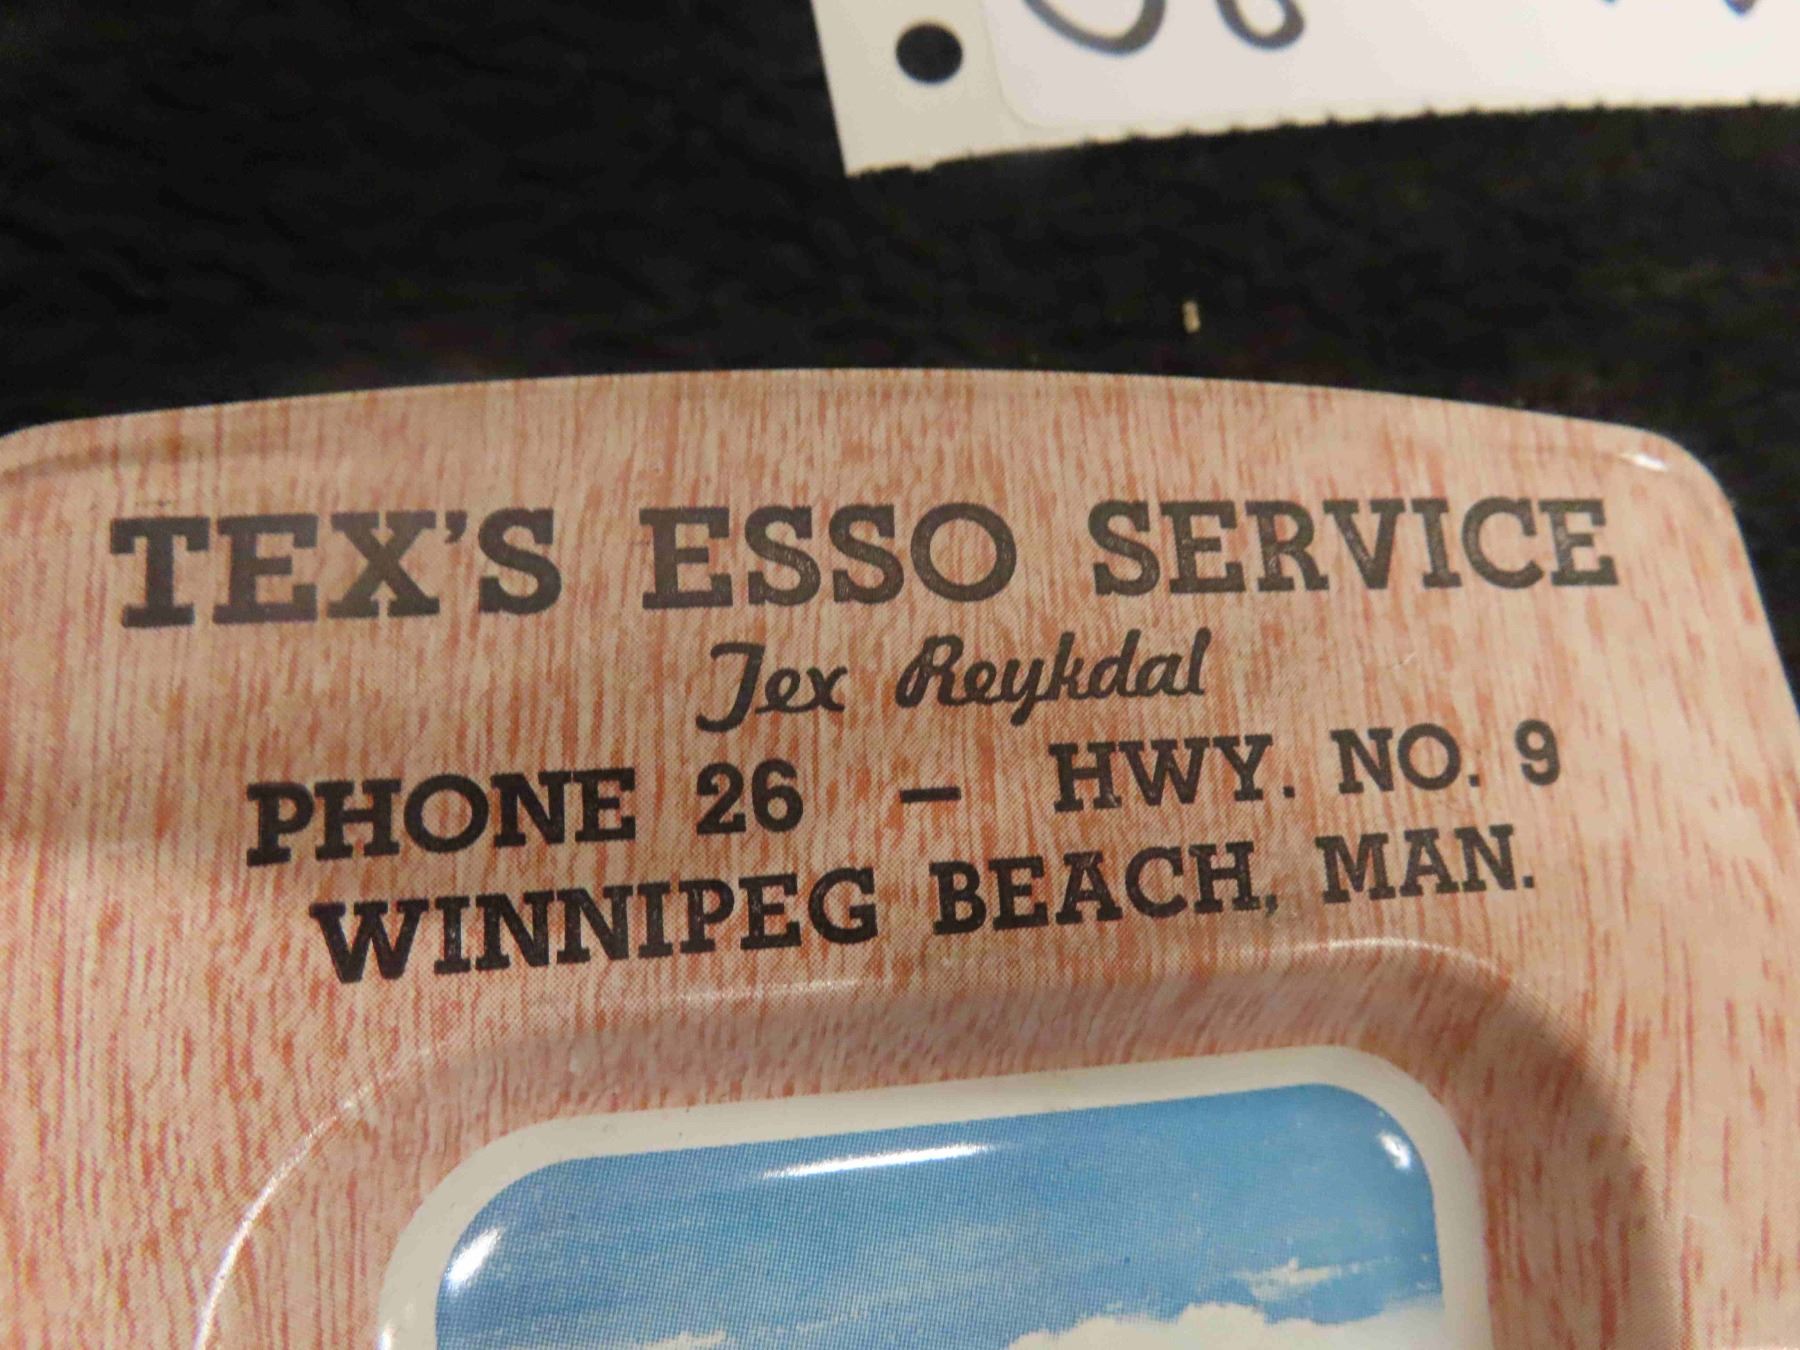 TEX'S ESSO SERVICE
Tex Reykdal
PHONE 26 – HWY. NO. 9
WINNIPEG BEACH, MAN.